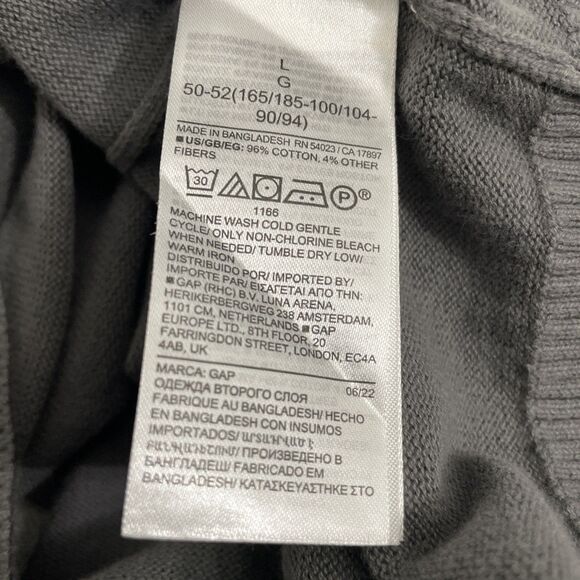 L
G
50-52(165/185-100/104-
90/94)
MADE IN BANGLADESH RN 54023 / CA 17897
■US/GB/EG: 96% COTTON, 4% OTHER
FIBERS
30 P ®
1166
MACHINE WASH COLD GENTLE
CYCLE/ ONLY NON-CHLORINE BLEACH
WHEN NEEDED/ TUMBLE DRY LOW/
WARM IRON
DISTRIBUIDO POR/ IMPORTED BY/
IMPORTE PAR/ ΕΙΣΑΓΕΤΑΙ ΑΠΟ ΤΗΝ:
■GAP (RHC) B.V. LUNA ARENA,
HERIKERBERGWEG 238 AMSTERDAM,
1101 CM, NETHERLANDS ■GAP
EUROPE LTD., 8TH FLOOR, 20
FARRINGDON STREET, LONDON, EC4A
4AB, UK
MARCA: GAP
06/22
ОДЕЖДА ВТОРОГО СЛОЯ
FABRIQUE AU BANGLADESH/ HECHO
EN BANGLADESH CON INSUMOS
IMPORTADOS/ ԱՐՏԱԴՐՎԱԾ է
ԲԱՆԳԼԱԴԵՇՈՒՄ/ ПРОИЗВЕДЕНО В
БАНГЛАДЕШ/ FABRICADO EM
BANGLADESH/ ΚΑΤΑΣΚΕΥΑΣΤΗΚΕ ΣΤΟ